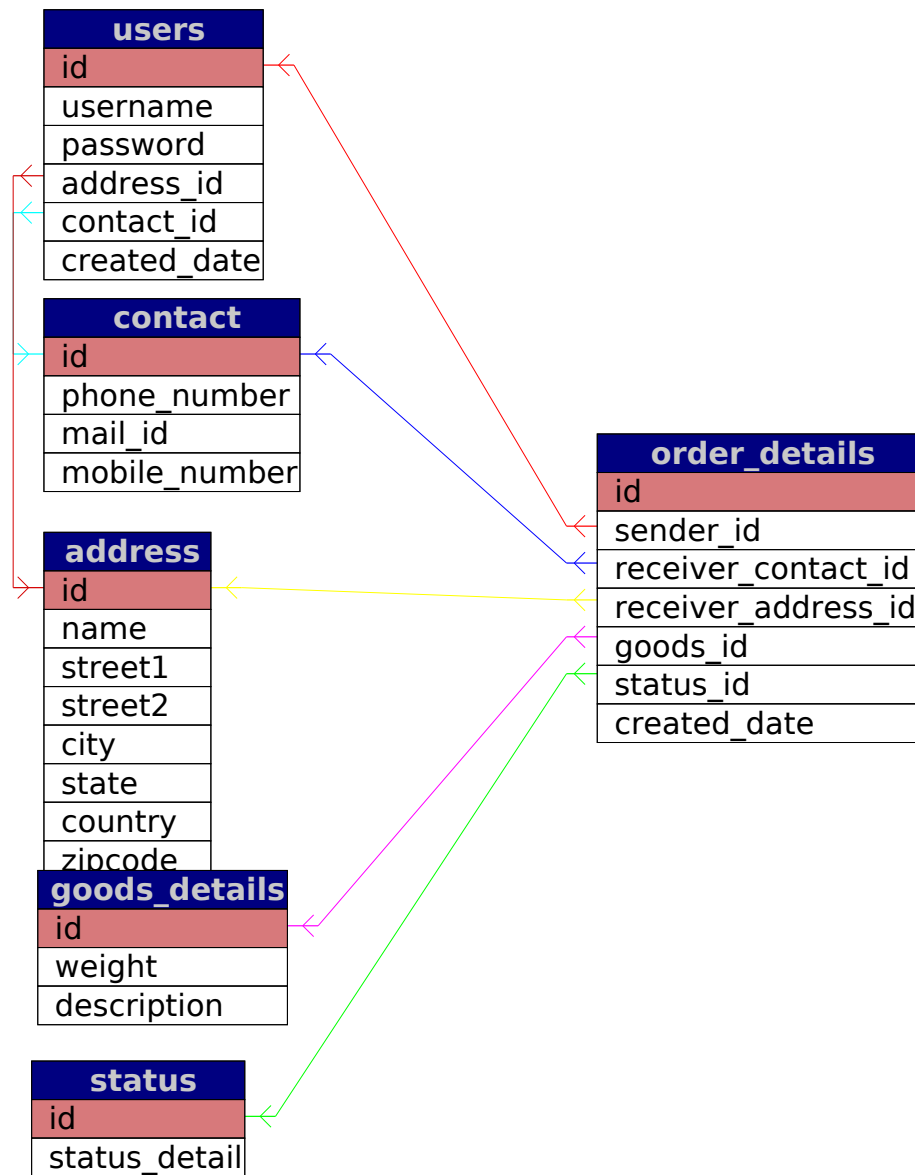 users
id
username
password
address_id
contact_id
created_date
contact
id
phone_number
mail_id
mobile_number
address
id
name
street1
street2
city
state
country
zipcode
goods_details
id
weight
description
status
id
status_detail
order_details
id
sender_id
receiver_contact_id
receiver_address_id
goods_id
status_id
created_date